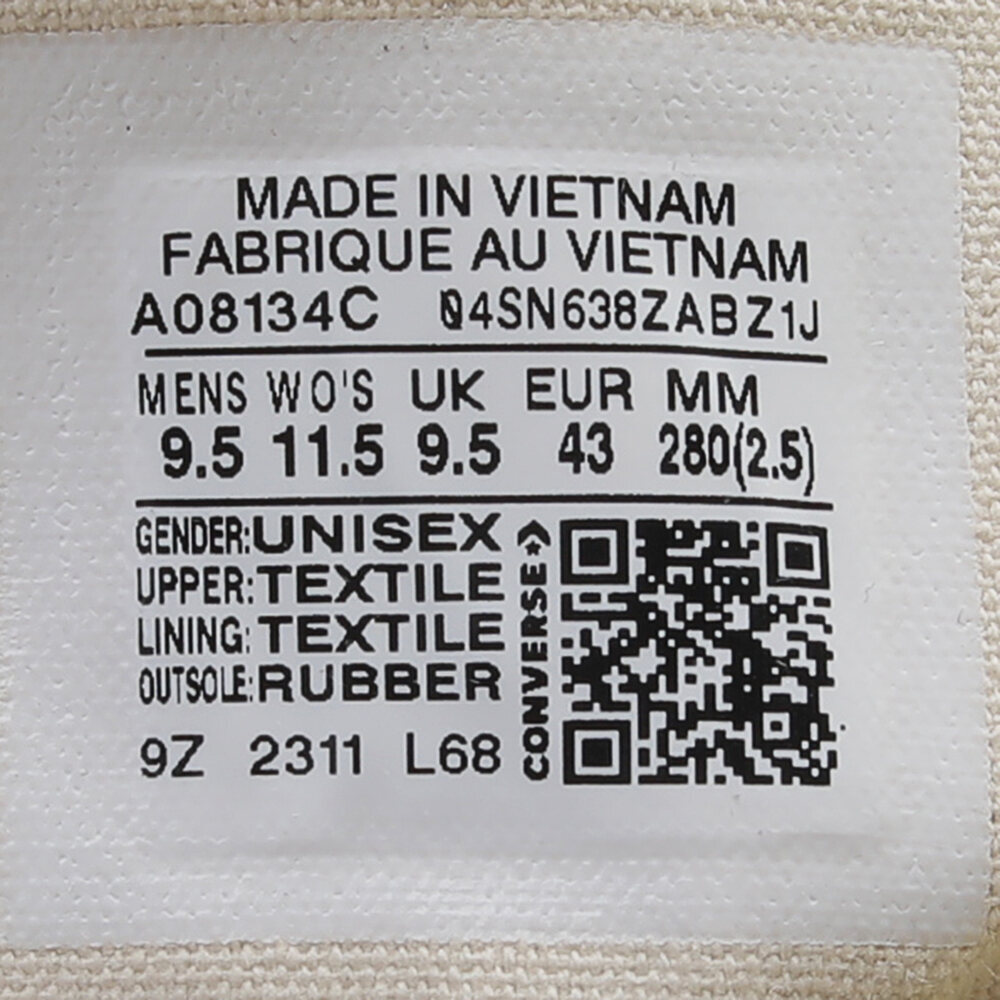 MADE IN VIETNAM
FABRIQUE AU VIETNAM
A08134C 04SN638ZABZ1J
MENS WO'S UK EUR MM
9.5 11.5 9.5 43 280(2.5)
GENDER:UNISEX
UPPER:TEXTILE
LINING:TEXTILE
OUTSOLE:RUBBER
9Z 2311 L68
CONVERSE